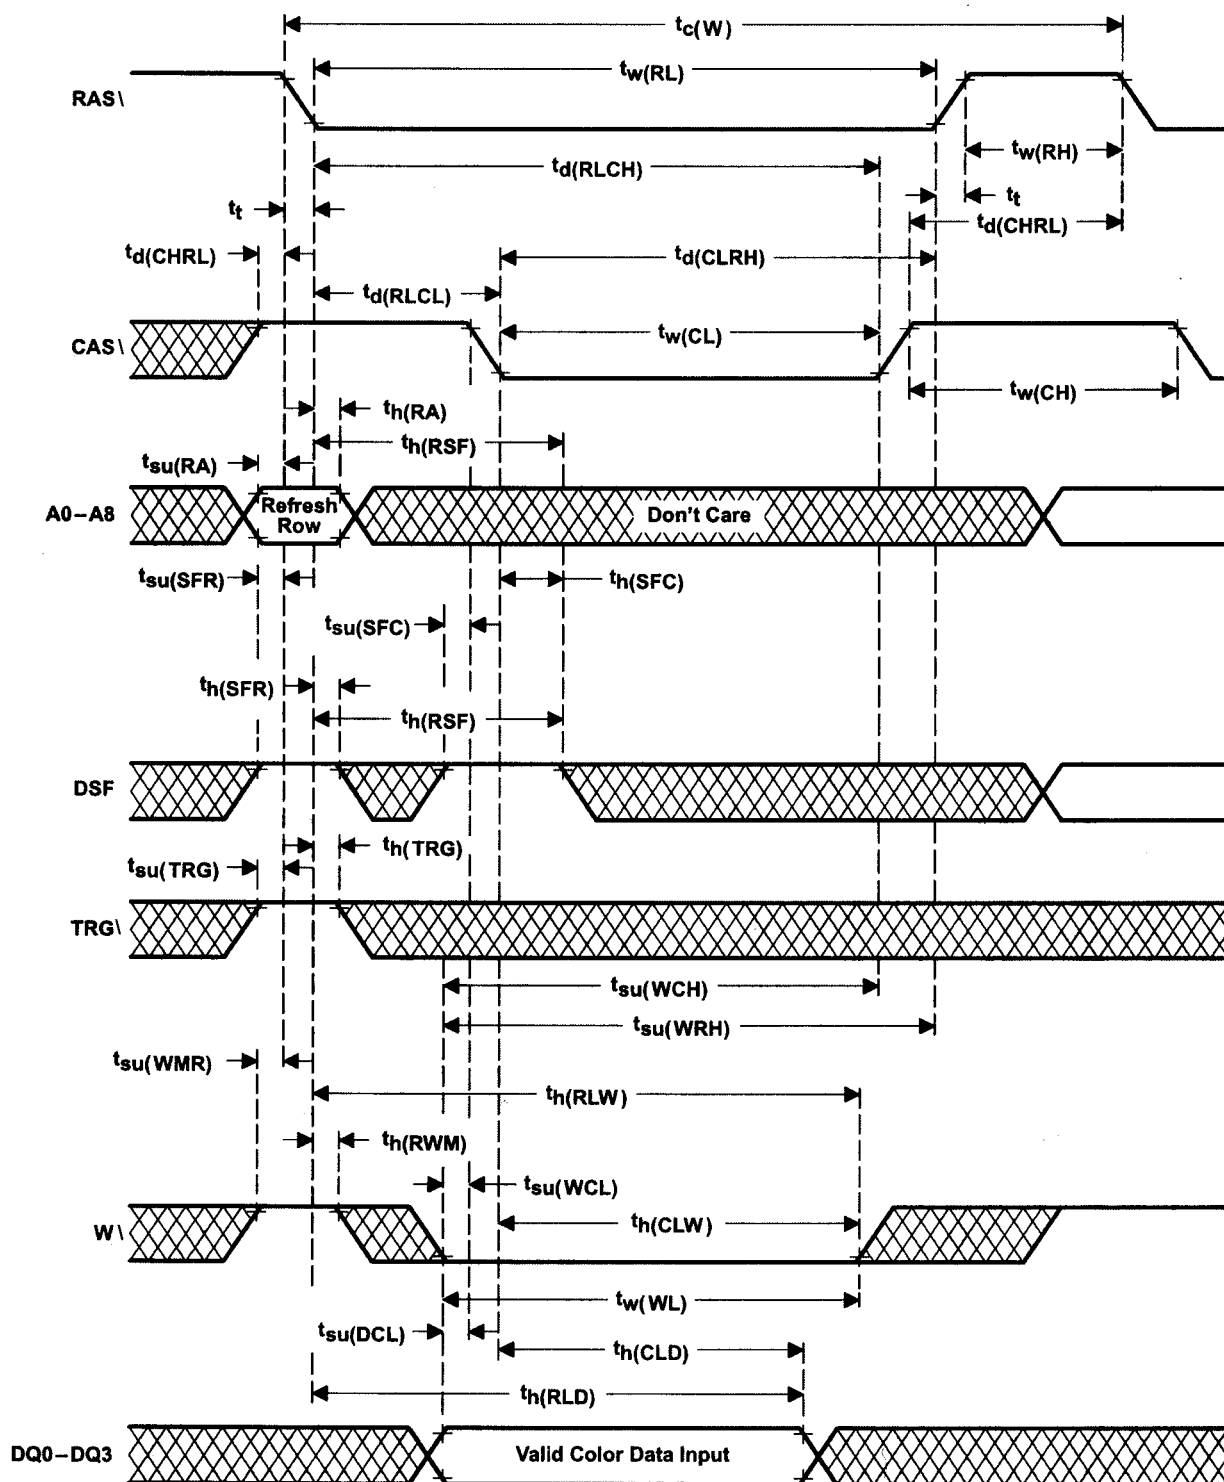 tc(W)
tw(RL)
RAS\
tw(RH)
td(RLCH)
tt
tt
td(CHRL)
td(CHRL)
td(CLRH)
td(RLCL)
CAS\
tw(CL)
tw(CH)
th(RA)
th(RSF)
tsu(RA)
A0–A8
Refresh
Row
Don't Care
tsu(SFR)
th(SFC)
tsu(SFC)
th(SFR)
th(RSF)
DSF
th(TRG)
tsu(TRG)
TRG\
tsu(WCH)
tsu(WRH)
tsu(WMR)
th(RLW)
th(RWM)
tsu(WCL)
th(CLW)
W\
tw(WL)
tsu(DCL)
th(CLD)
th(RLD)
DQ0–DQ3
Valid Color Data Input